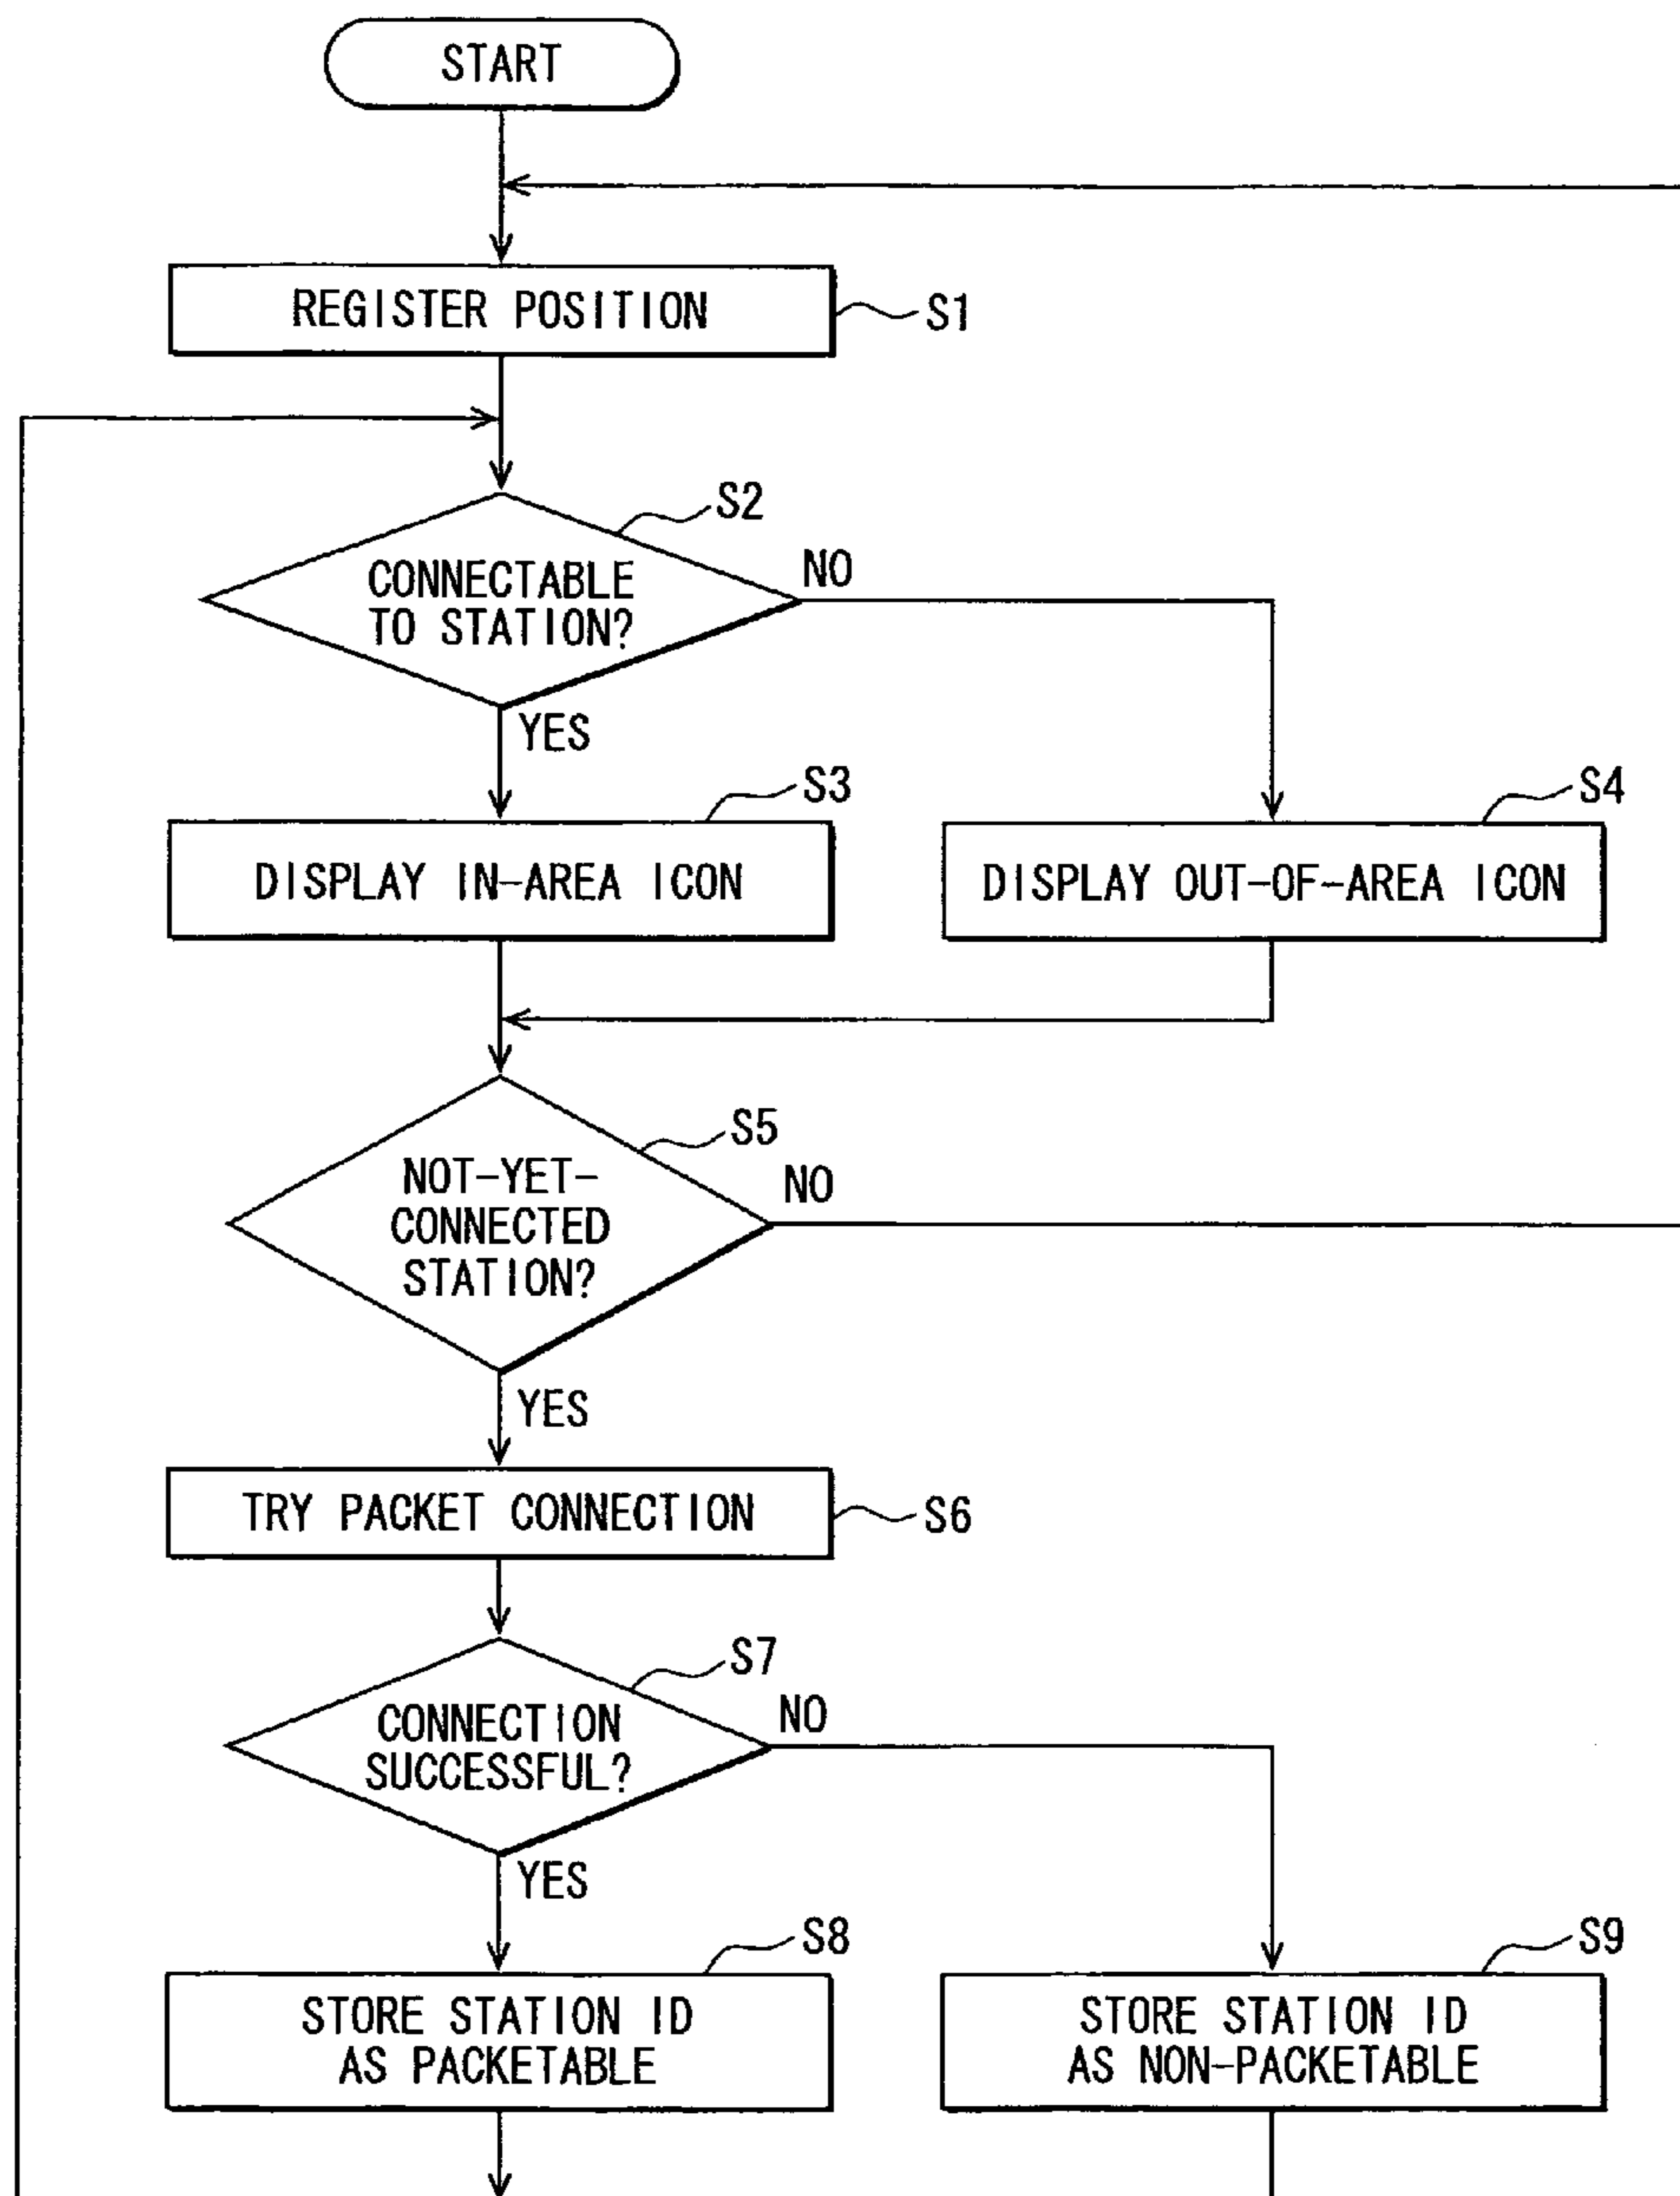 START
REGISTER POSITION
S1
S2
CONNECTABLE
TO STATION?
NO
YES
S3
DISPLAY IN-AREA ICON
S4
DISPLAY OUT-OF-AREA ICON
S5
NOT-YET-
CONNECTED
STATION?
NO
YES
TRY PACKET CONNECTION
S6
S7
CONNECTION
SUCCESSFUL?
NO
YES
S8
STORE STATION ID
AS PACKETABLE
S9
STORE STATION ID
AS NON-PACKETABLE